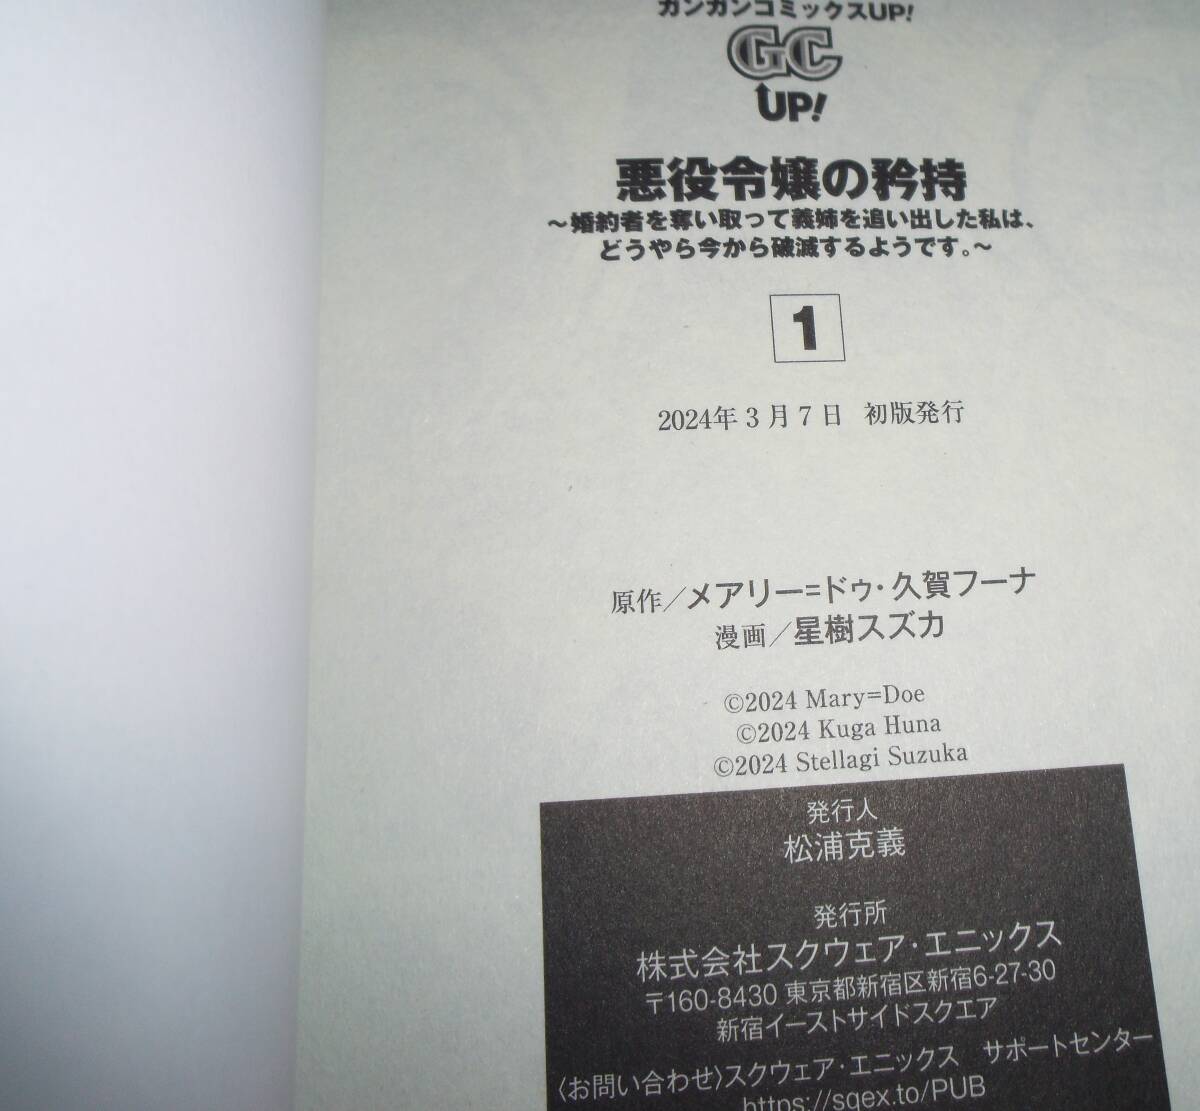 ガンガンコミックスUP!
GC
UP!
悪役令嬢の矜持
～婚約者を奪い取って義姉を追い出した私は、
どうやら今から破滅するようです。～
1
2024年3月7日 初版発行
原作／メアリー=ドゥ・久賀フーナ
漫画／星樹スズカ
©2024 Mary=Doe
©2024 Kuga Huna
©2024 Stellagi Suzuka
発行人
松浦克義
発行所
株式会社スクウェア・エニックス
〒160-8430 東京都新宿区新宿6-27-30
新宿イーストサイドスクエア
〈お問い合わせ〉スクウェア・エニックス サポートセンター
https://sqex.to/PUB